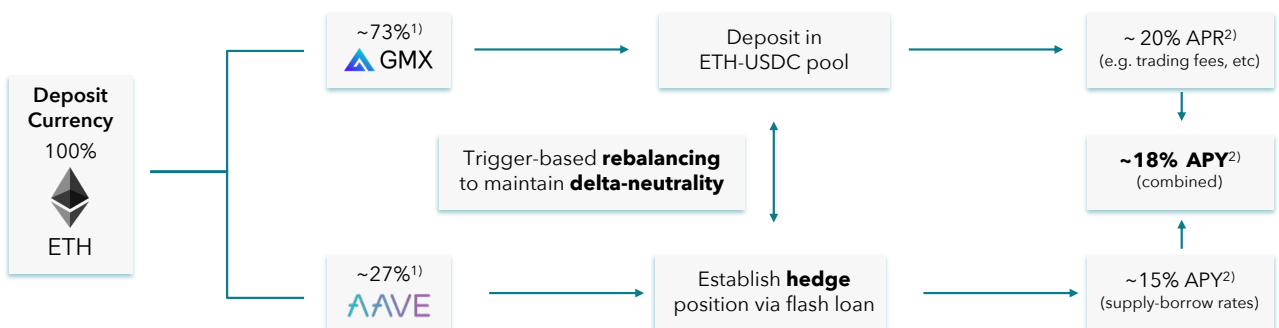 Deposit
Currency
100%
ETH
~73%1)
GMX
Deposit in
ETH-USDC pool
~ 20% APR2)
(e.g. trading fees, etc)
Trigger-based rebalancing
to maintain delta-neutrality
~18% APY2)
(combined)
~27%1)
AAVE
Establish hedge
position via flash loan
~15% APY2)
(supply-borrow rates)